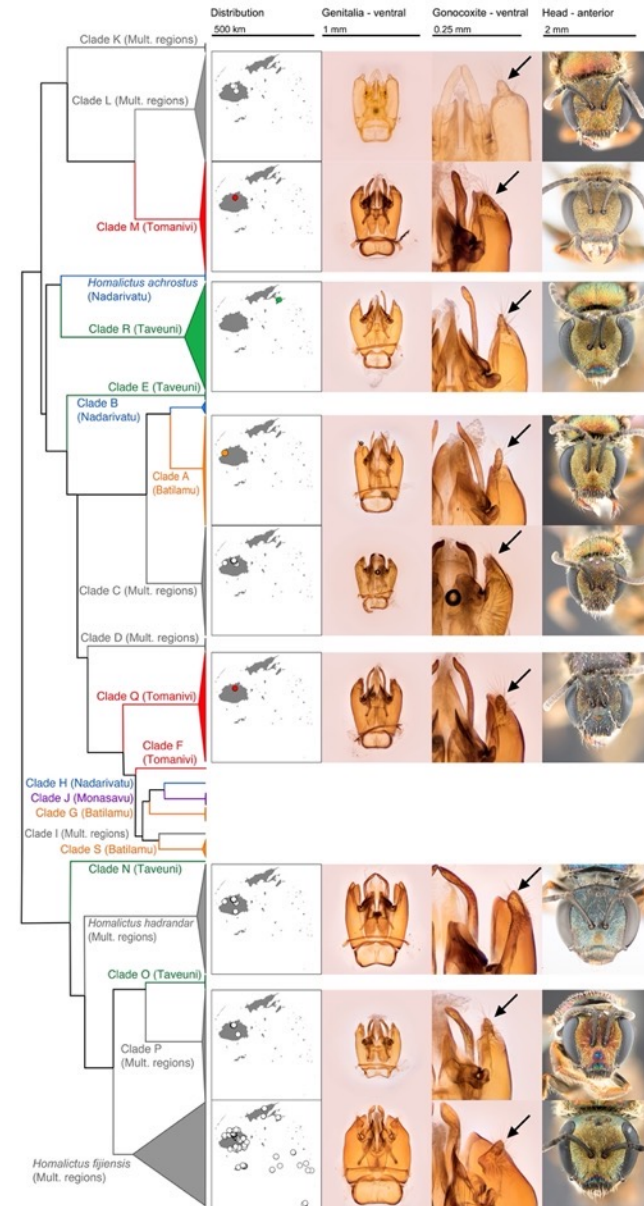 Distribution
Genitalia - ventral
Gonocoxite - ventral
Head - anterior
500 km
1 mm
0.25 mm
2 mm
Clade K (Mult. regions)
Clade L (Mult. regions)
Clade M (Tomanivi)
Homalictus achrostus
(Nadarivatu)
Clade R (Taveuni)
Clade E (Taveuni)
Clade B
(Nadarivatu)
Clade A
(Batilamu)
Clade C (Mult. regions)
Clade D (Mult. regions)
Clade Q (Tomanivi)
Clade F
(Tomanivi)
Clade H (Nadarivatu)
Clade J (Monasavu)
Clade G (Batilamu)
Clade I (Mult. regions)
Clade S (Batilamu)
Clade N (Taveuni)
Homalictus hadrandar
(Mult. regions)
Clade O (Taveuni)
Clade P
(Mult. regions)
Homalictus fijiensis
(Mult. regions)